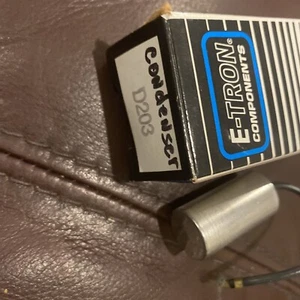 Condenser
D203
E-TRON®
COMPONENTS